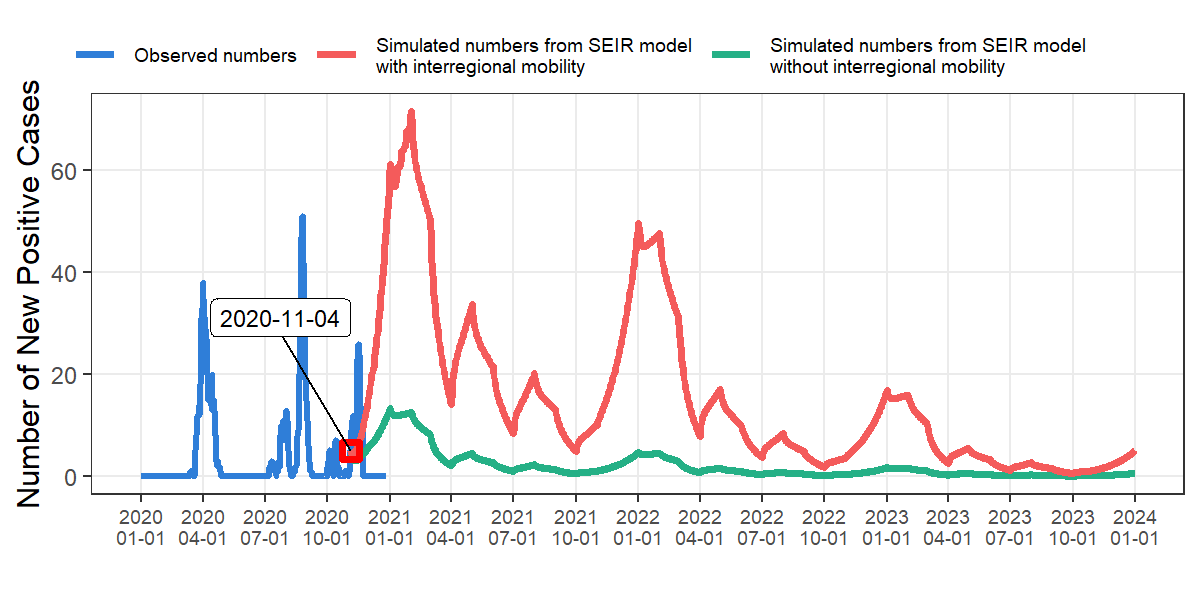 Observed numbers
Simulated numbers from SEIR model
with interregional mobility
Simulated numbers from SEIR model
without interregional mobility
Number of New Positive Cases
60
40
20
0
2020-11-04
2020 2020 2020 2020 2021 2021 2021 2021 2022 2022 2022 2022 2023 2023 2023 2023 2024
01-01 04-01 07-01 10-01 01-01 04-01 07-01 10-01 01-01 04-01 07-01 10-01 01-01 04-01 07-01 10-01 01-01